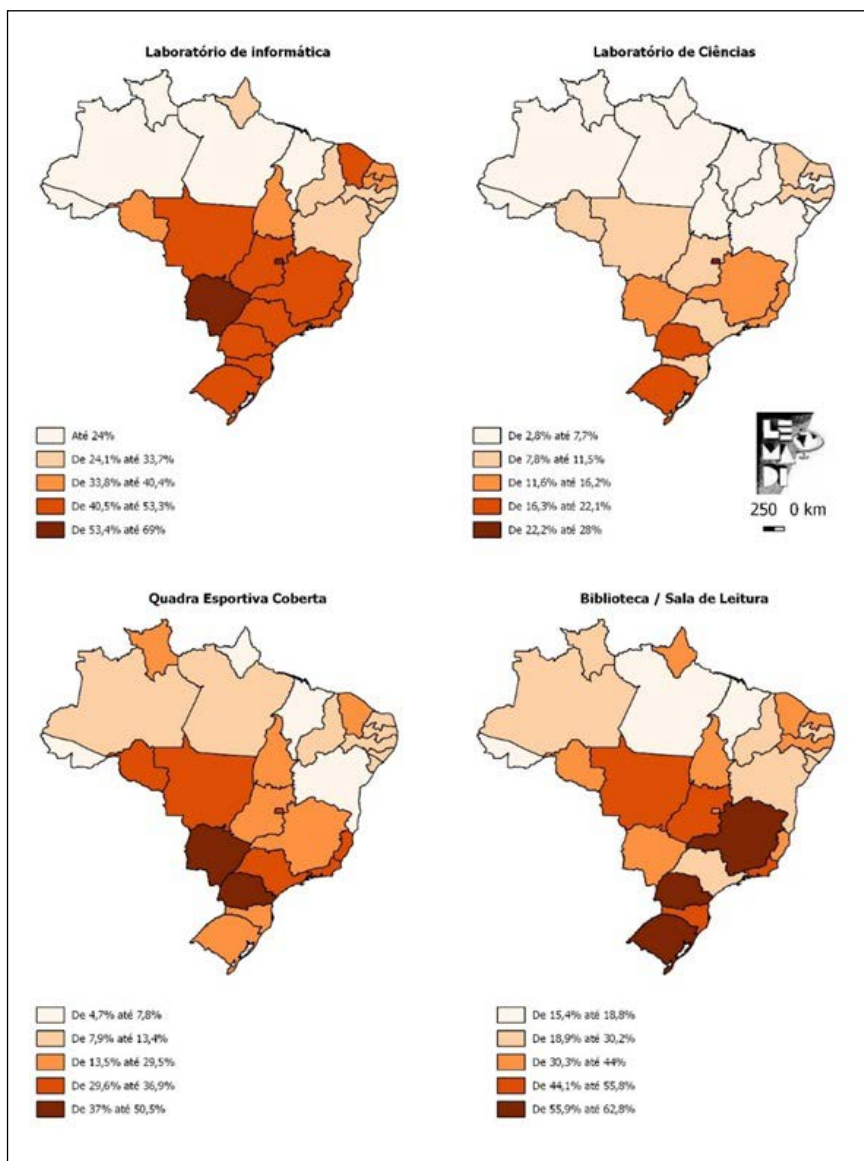 Laboratório de informática
Até 24%
De 24,1% até 33,7%
De 33,8% até 40,4%
De 40,5% até 53,3%
De 53,4% até 69%
Laboratório de Ciências
De 2,8% até 7,7%
De 7,8% até 11,5%
De 11,6% até 16,2%
De 16,3% até 22,1%
De 22,2% até 28%
250 0 km
Quadra Esportiva Coberta
De 4,7% até 7,8%
De 7,9% até 13,4%
De 13,5% até 29,5%
De 29,6% até 36,9%
De 37% até 50,5%
Biblioteca / Sala de Leitura
De 15,4% até 18,8%
De 18,9% até 30,2%
De 30,3% até 44%
De 44,1% até 55,8%
De 55,9% até 62,8%